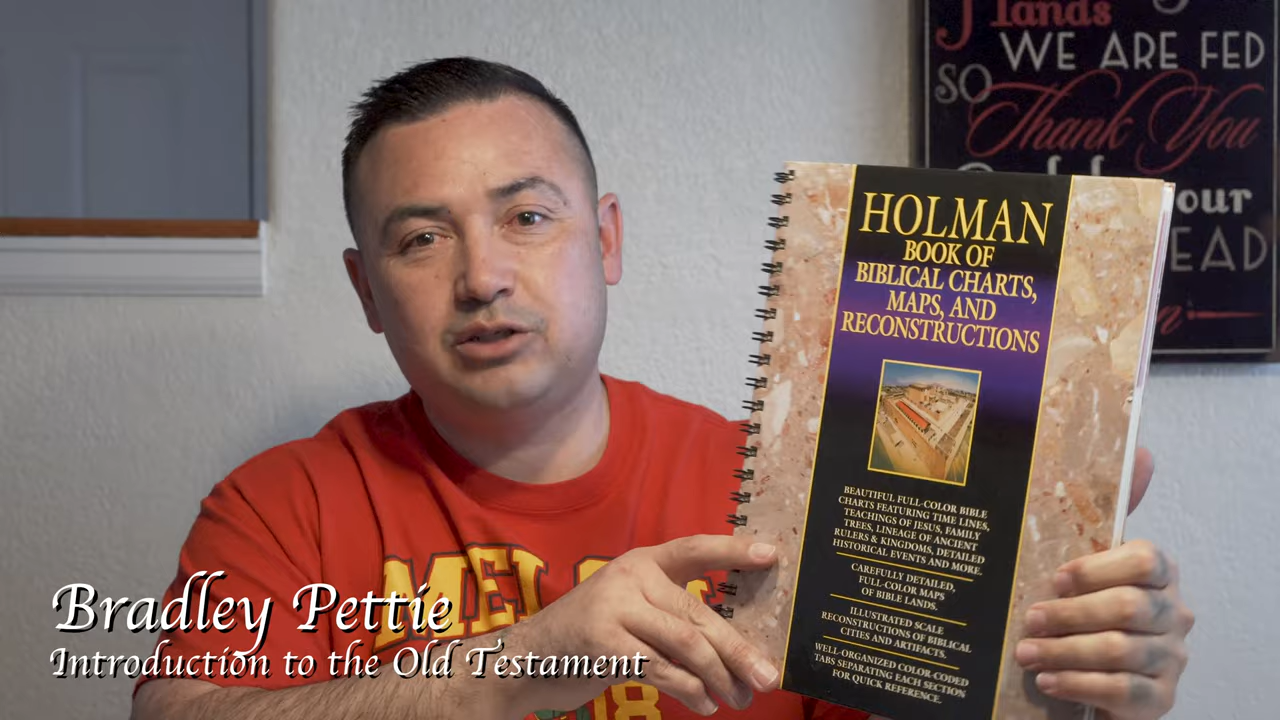 lands
WE ARE FED
SO Thank You
our
EAD
HOLMAN
BOOK OF
BIBLICAL CHARTS,
MAPS, AND
RECONSTRUCTIONS
BEAUTIFUL FULL-COLOR BIBLE
CHARTS FEATURING TIME LINES,
TEACHINGS OF JESUS, FAMILY
TREES, LINEAGE OF ANCIENT
RULERS & KINGDOMS, DETAILED
HISTORICAL EVENTS AND MORE.
CAREFULLY DETAILED,
FULL-COLOR MAPS
OF BIBLE LANDS.
ILLUSTRATED SCALE
RECONSTRUCTIONS OF BIBLICAL
CITIES AND ARTIFACTS.
WELL-ORGANIZED COLOR-CODED
TABS SEPARATING EACH SECTION
FOR QUICK REFERENCE.
Bradley Pettie
Introduction to the Old Testament